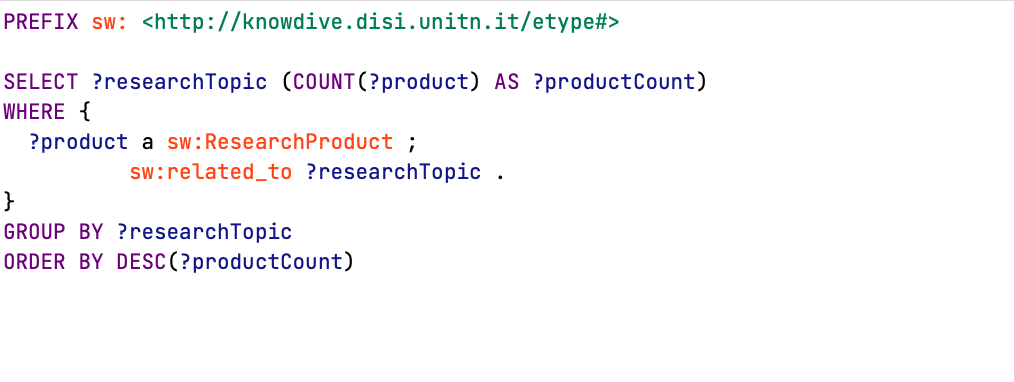 PREFIX sw: <http://knowdive.disi.unitn.it/etype#>
SELECT ?researchTopic (COUNT(?product) AS ?productCount)
WHERE {
?product a sw:ResearchProduct ;
sw:related_to ?researchTopic .
}
GROUP BY ?researchTopic
ORDER BY DESC(?productCount)